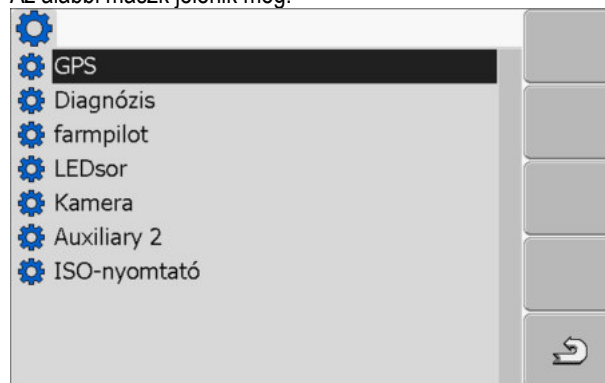 Az alábbi maszk jelenik meg:
GPS
Diagnózis
farmpilot
LEDsor
Kamera
Auxiliary 2
ISO-nyomtató